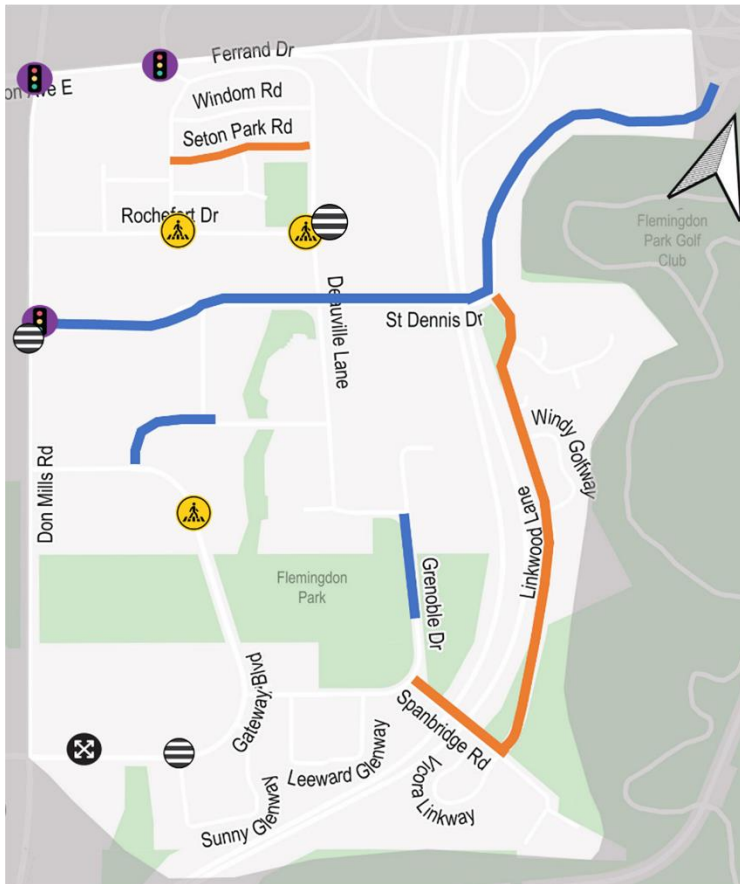 Ferrand Dr
on Ave E
Windom Rd
Seton Park Rd
Rochefort Dr
Flemingdon
Park Golf
Club
St Dennis Dr
Deauville Lane
Windy Golfway
Don Mills Rd
Linkwood Lane
Flemingdon
Park
Grenoble Dr
Gateway Blvd
Spanbridge Rd
Leeward Glenway
Vicora Linkway
Sunny Glenway